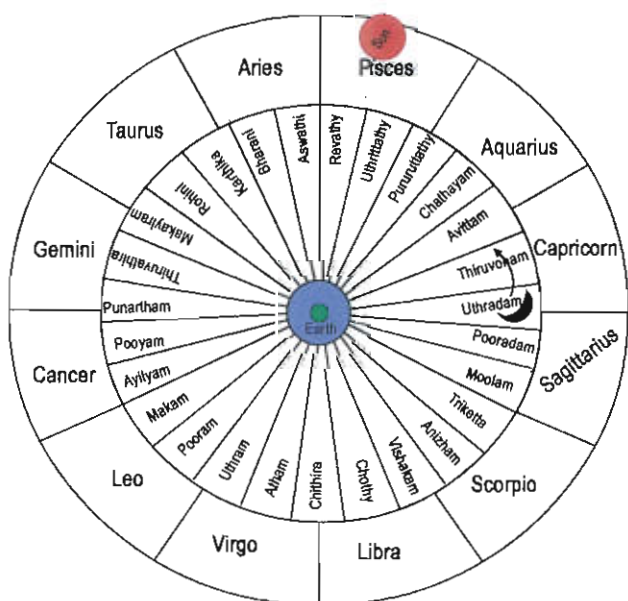 Sun
Pisces
Aries
Taurus
Gemini
Cancer
Leo
Virgo
Libra
Scorpio
Sagittarius
Capricorn
Aquarius
Revathy
Aswathi
Bharani
Karthika
Rohini
Makayiram
Thiruvathira
Punartham
Pooyam
Ayilyam
Makam
Pooram
Uthram
Atham
Chithira
Chothy
Vishakam
Anizham
Triketta
Moolam
Pooradam
Uthradam
Thiruvonam
Avittam
Chathayam
Pururuttathy
Uthrittathy
Earth